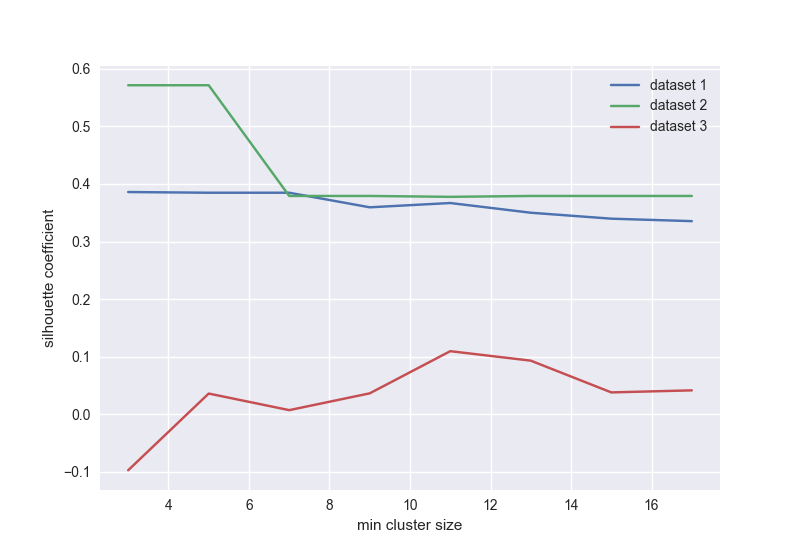 0.6
0.5
0.4
0.3
0.2
0.1
0.0
−0.1
silhouette coefficient
4 6 8 10 12 14 16
min cluster size
dataset 1
dataset 2
dataset 3